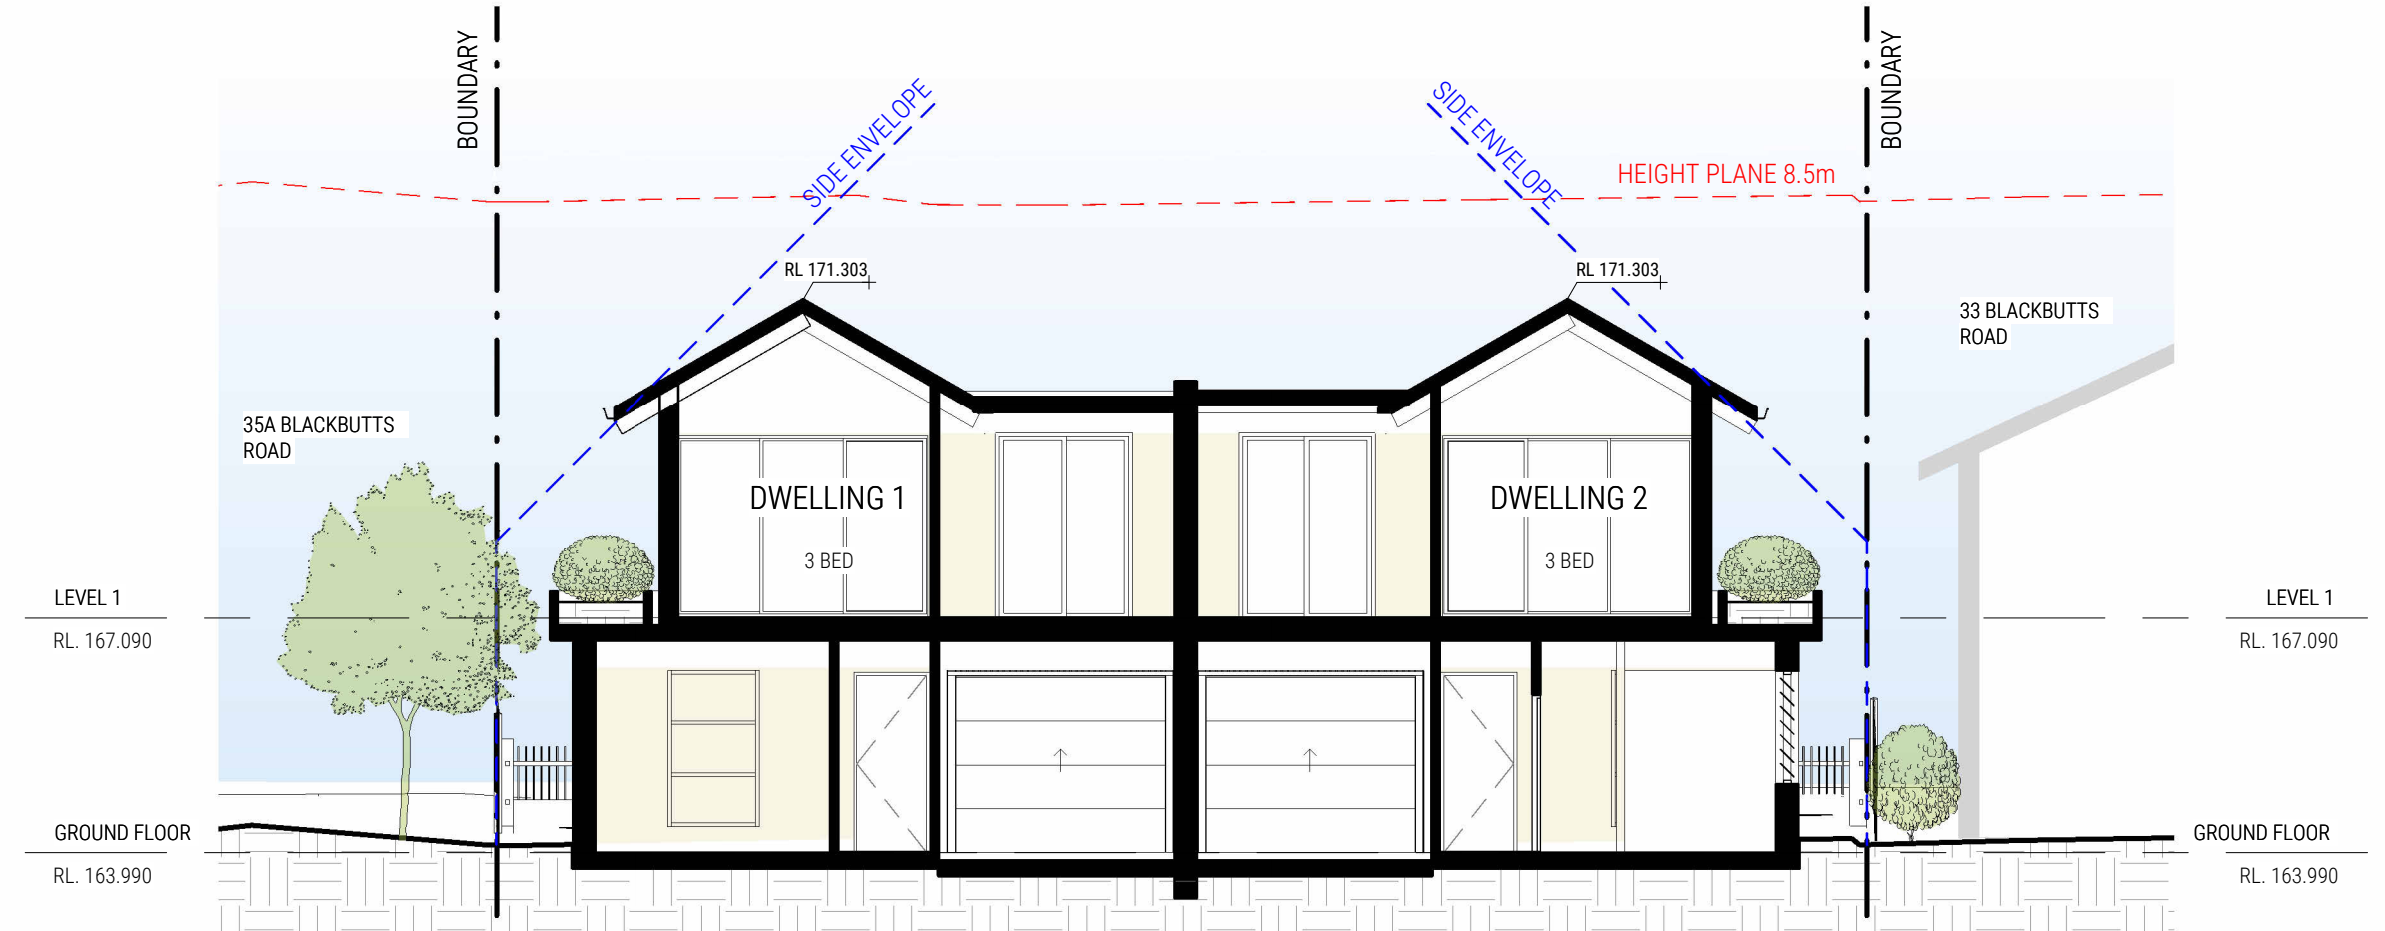 BOUNDARY
BOUNDARY
SIDE ENVELOPE
SIDE ENVELOPE
HEIGHT PLANE 8.5m
RL 171.303
RL 171.303
33 BLACKBUTTS
ROAD
35A BLACKBUTTS
ROAD
DWELLING 1
DWELLING 2
3 BED
3 BED
LEVEL 1
LEVEL 1
RL. 167.090
RL. 167.090
GROUND FLOOR
GROUND FLOOR
RL. 163.990
RL. 163.990